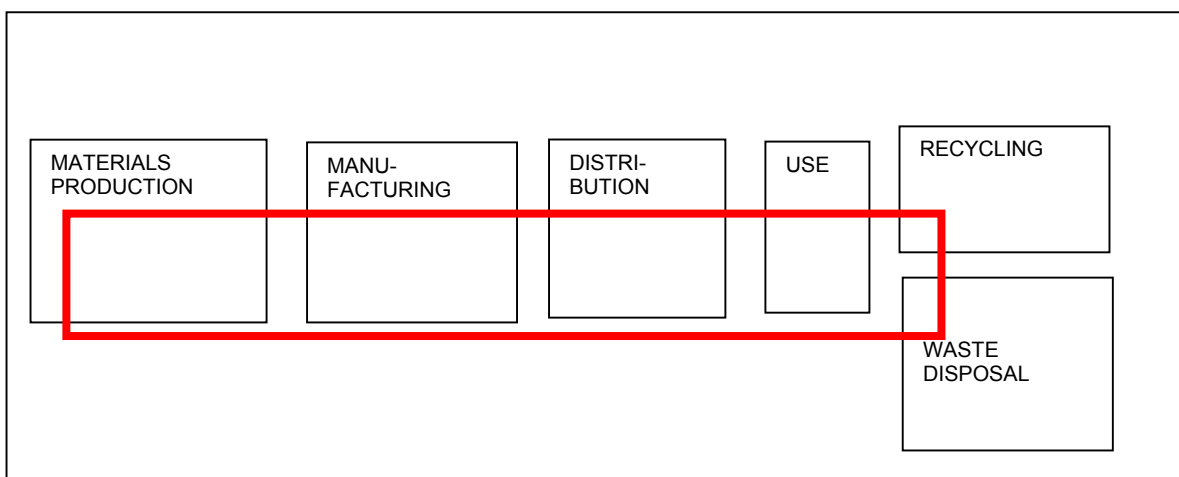 MATERIALS
PRODUCTION
MANU-
FACTURING
DISTRI-
BUTION
USE
RECYCLING
WASTE
DISPOSAL